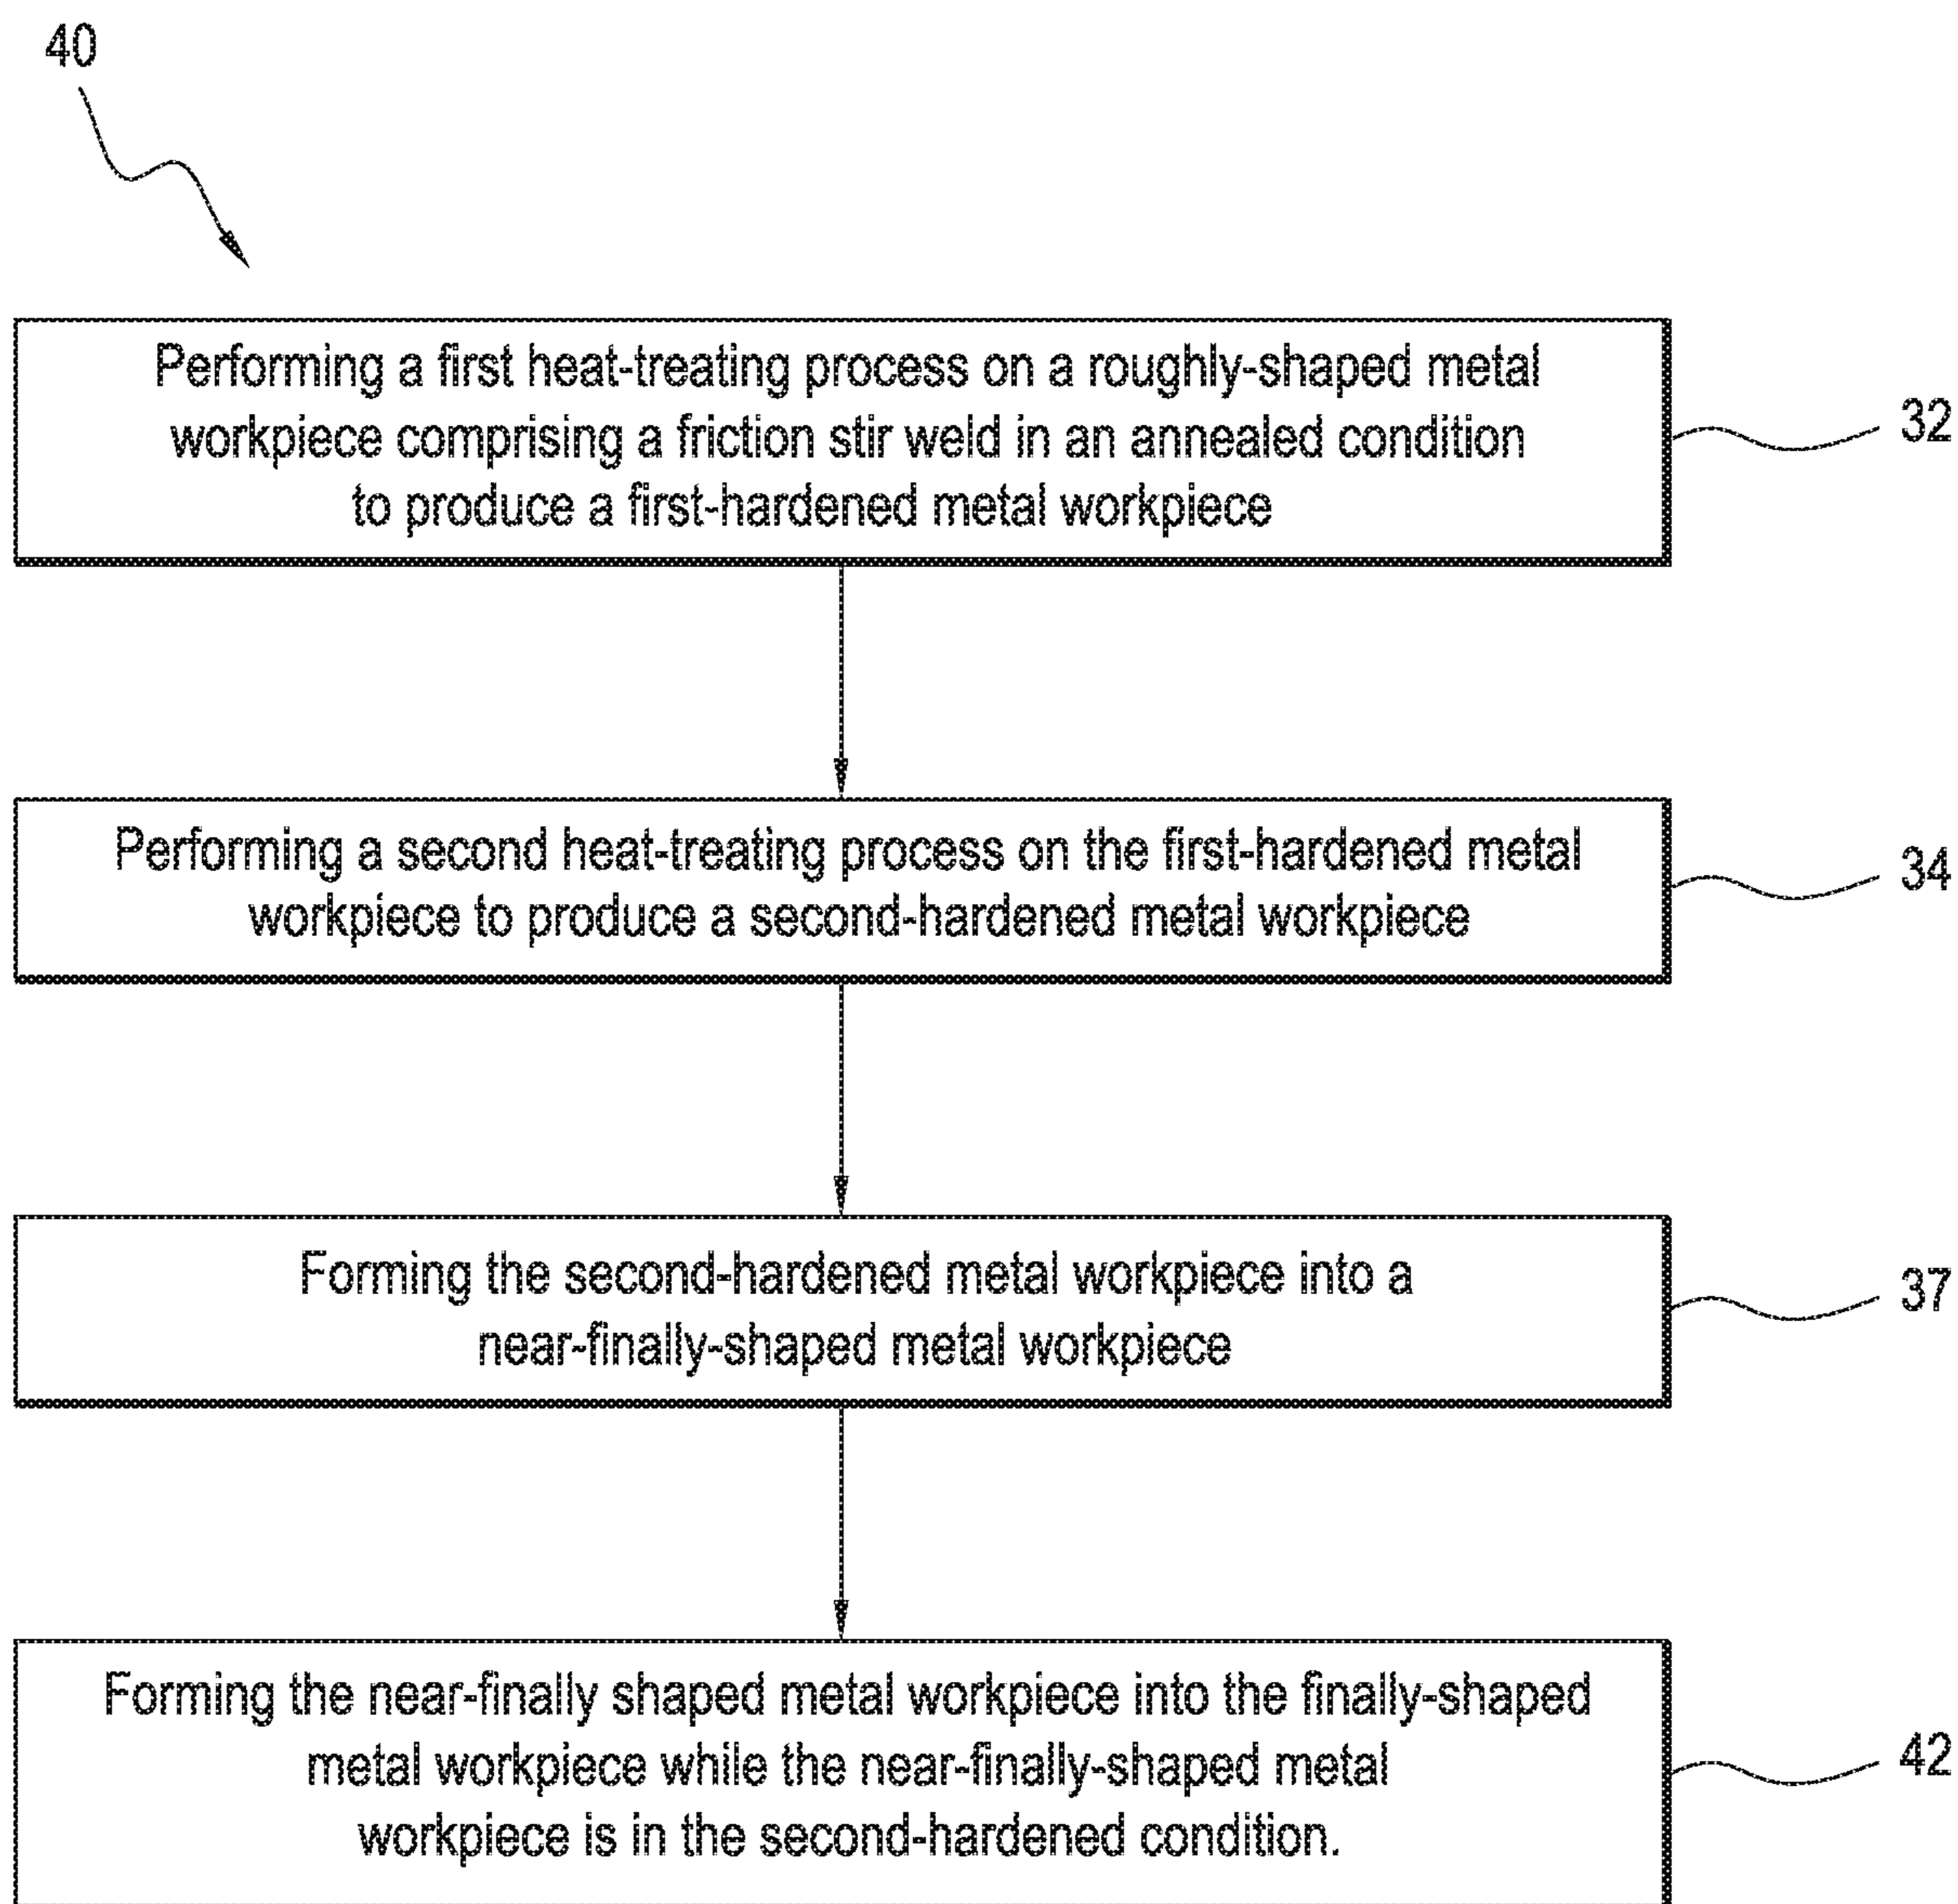 40
Performing a first heat-treating process on a roughly-shaped metal
workpiece comprising a friction stir weld in an annealed condition
to produce a first-hardened metal workpiece
32
Performing a second heat-treating process on the first-hardened metal
workpiece to produce a second-hardened metal workpiece
34
Forming the second-hardened metal workpiece into a
near-finally-shaped metal workpiece
37
Forming the near-finally shaped metal workpiece into the finally-shaped
metal workpiece while the near-finally-shaped metal
workpiece is in the second-hardened condition.
42